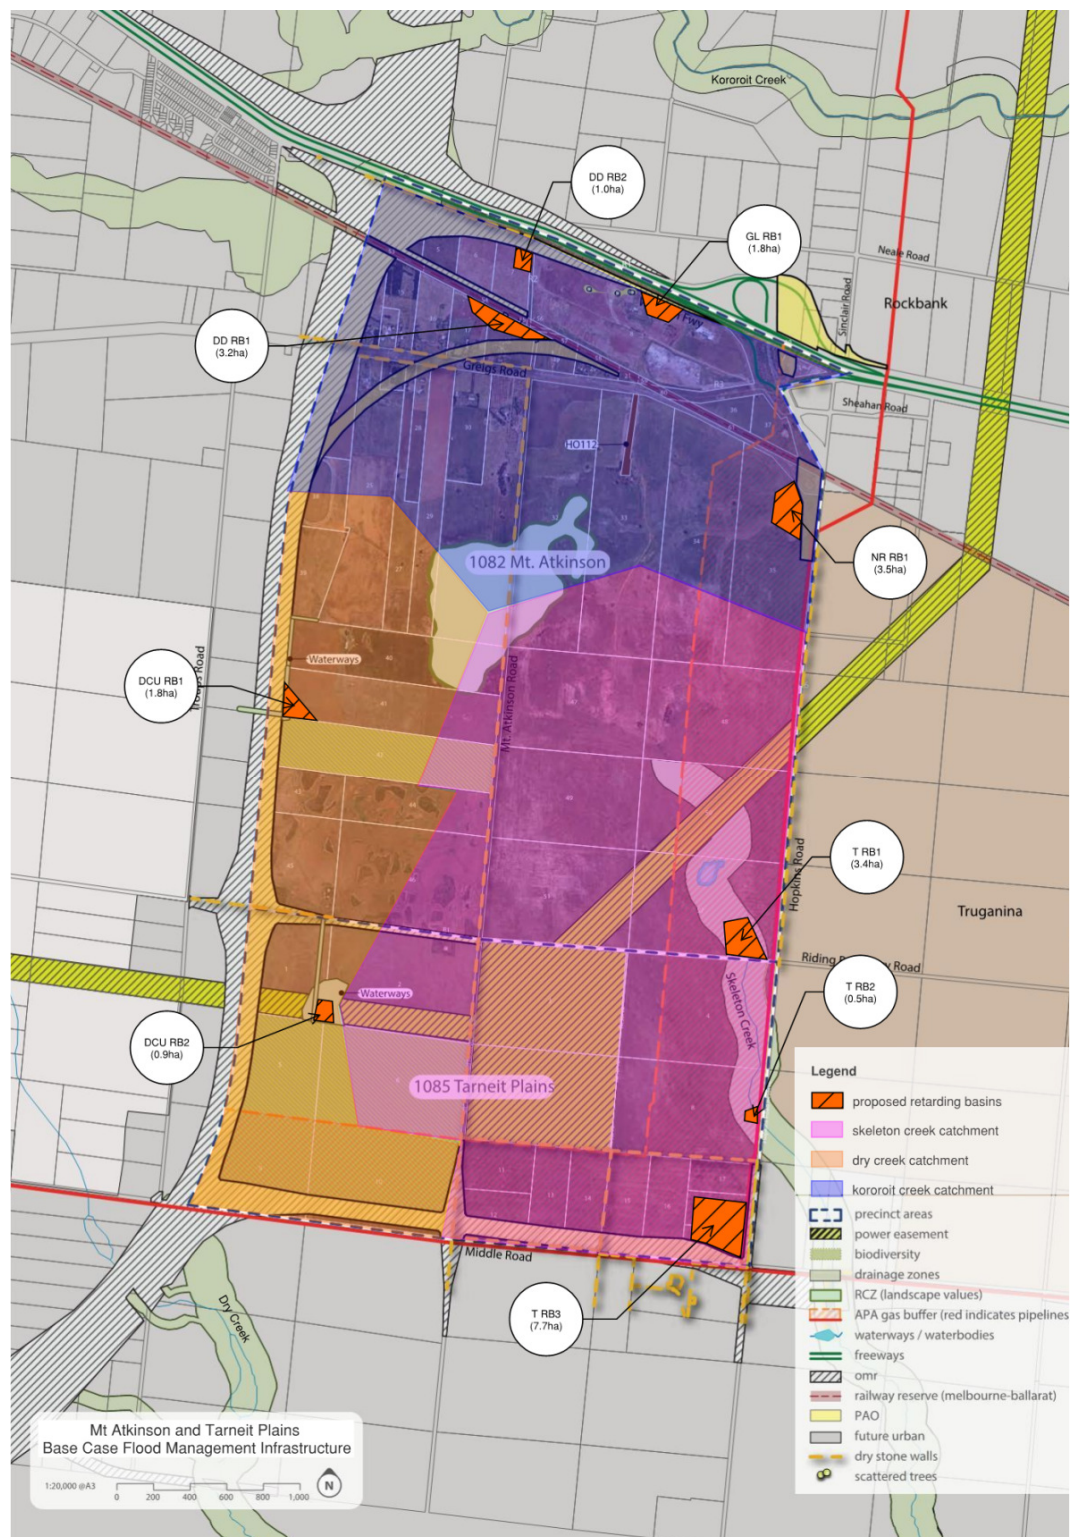 Kororoit Creek
DD RB2
(1.0ha)
GL RB1
(1.8ha)
Neale Road
Sinclair Road
Rockbank
DD RB1
(3.2ha)
Fwy
Greigs Road
Sheahan Road
HO112
1082 Mt. Atkinson
NR RB1
(3.5ha)
Waterways
DCU RB1
(1.8ha)
Road
Mt. Atkinson Road
T RB1
(3.4ha)
Hopkins Road
Truganina
Riding
Road
T RB2
(0.5ha)
Skeleton Creek
Waterways
DCU RB2
(0.9ha)
1085 Tarneit Plains
Middle Road
T RB3
(7.7ha)
Dry Creek
Legend
proposed retarding basins
skeleton creek catchment
dry creek catchment
kororoit creek catchment
precinct areas
power easement
biodiversity
drainage zones
RCZ (landscape values)
APA gas buffer (red indicates pipelines
waterways / waterbodies
freeways
omr
railway reserve (melbourne-ballarat)
PAO
future urban
dry stone walls
scattered trees
Mt Atkinson and Tarneit Plains
Base Case Flood Management Infrastructure
1:20,000 @A3
0 200 400 600 800 1,000
N